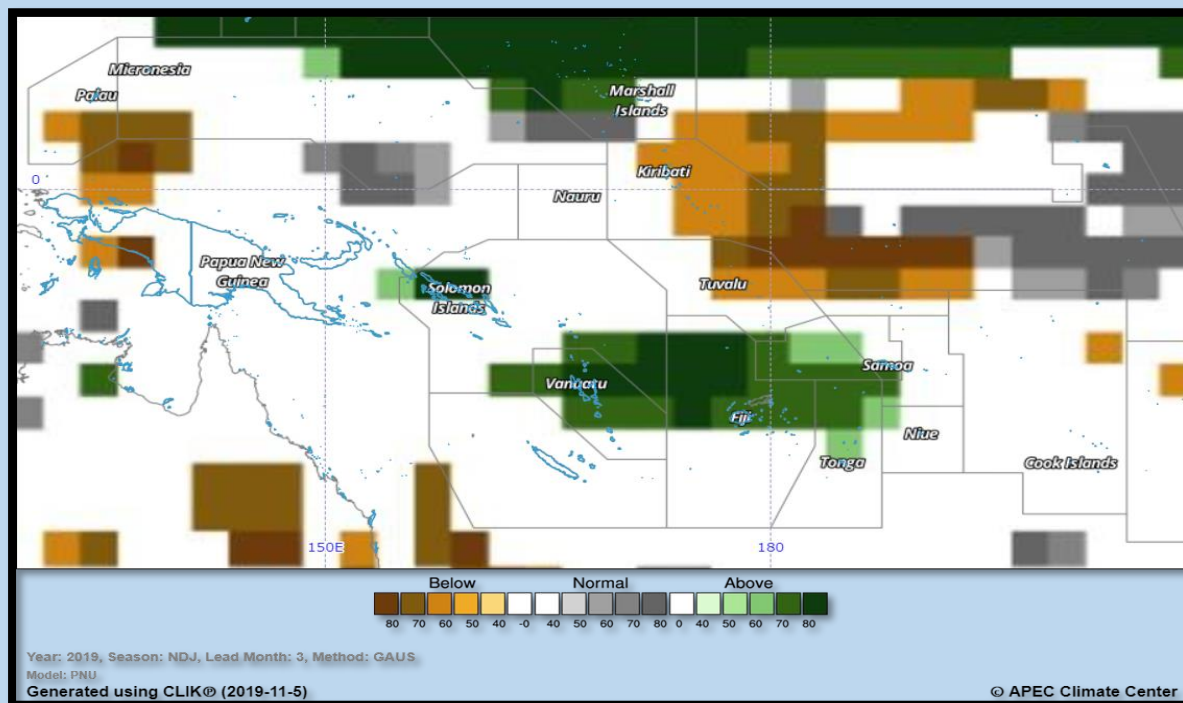 Micronesia
Palau
Marshall
Islands
Kiribati
0
Nauru
Papua New
Guinea
Solomon
Islands
Tuvalu
Samoa
Vanuatu
Fiji
Niue
Tonga
Cook Islands
150E
180
Below Normal Above
80 70 60 50 40 -0 40 50 60 70 80 0 40 50 60 70 80
Year: 2019, Season: NDJ, Lead Month: 3, Method: GAUS
Model: PNU
Generated using CLIK® (2019-11-5)
© APEC Climate Center